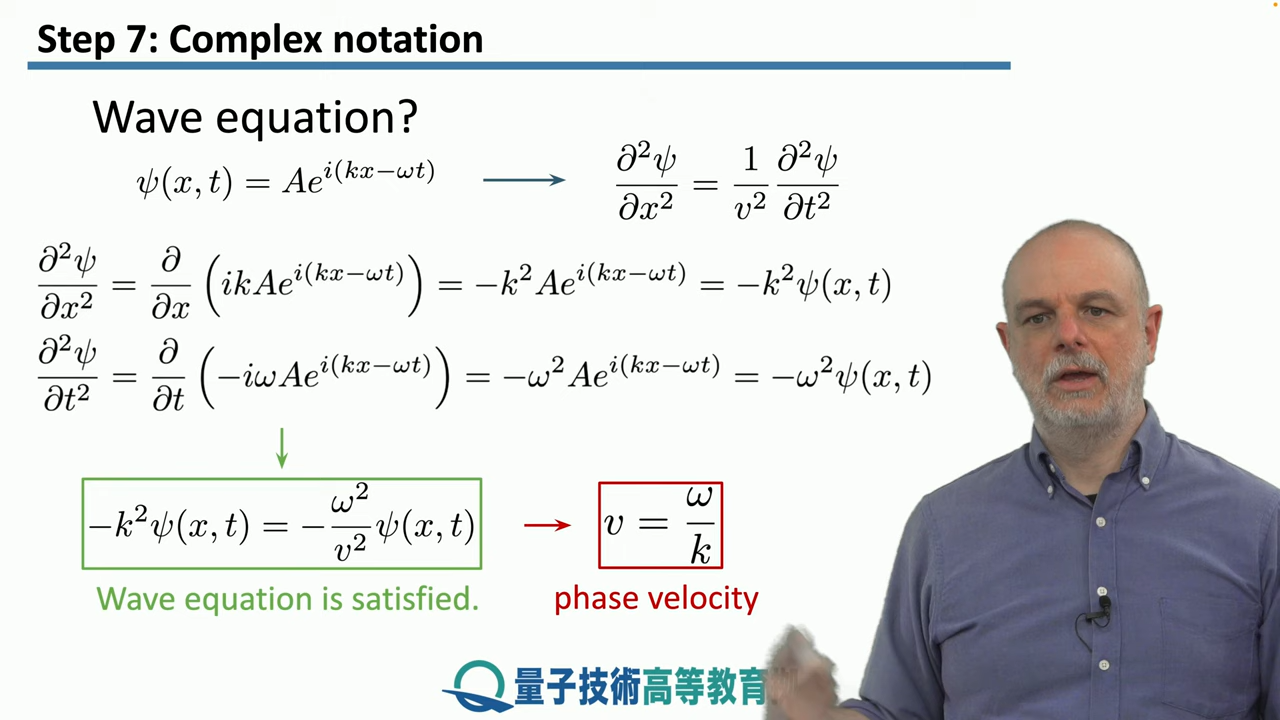 Step 7: Complex notation
Wave equation?
ψ(x, t) = Ae^{i(kx−ωt)} → ∂²ψ/∂x² = 1/v² ∂²ψ/∂t²
∂²ψ/∂x² = ∂/∂x (ikAe^{i(kx−ωt)}) = −k²Ae^{i(kx−ωt)} = −k²ψ(x, t)
∂²ψ/∂t² = ∂/∂t (−iωAe^{i(kx−ωt)}) = −ω²Ae^{i(kx−ωt)} = −ω²ψ(x, t)
↓
−k²ψ(x, t) = −ω²/v² ψ(x, t) → v = ω/k
Wave equation is satisfied. phase velocity
量子技術高等教育